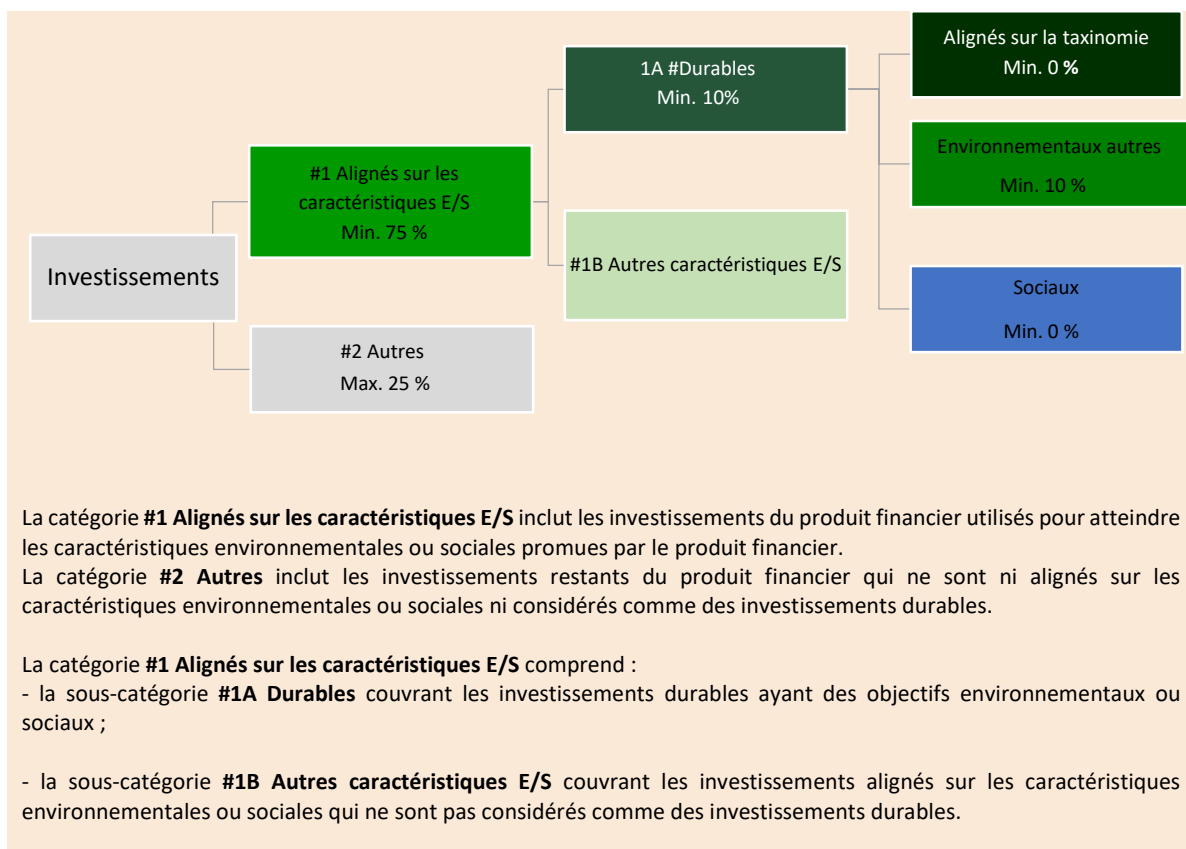 Investissements
#1 Alignés sur les
caractéristiques E/S
Min. 75 %
#2 Autres
Max. 25 %
1A #Durables
Min. 10%
#1B Autres caractéristiques E/S
Alignés sur la taxinomie
Min. 0 %
Environnementaux autres
Min. 10 %
Sociaux
Min. 0 %
La catégorie #1 Alignés sur les caractéristiques E/S inclut les investissements du produit financier utilisés pour atteindre
les caractéristiques environnementales ou sociales promues par le produit financier.
La catégorie #2 Autres inclut les investissements restants du produit financier qui ne sont ni alignés sur les
caractéristiques environnementales ou sociales ni considérés comme des investissements durables.
La catégorie #1 Alignés sur les caractéristiques E/S comprend :
- la sous-catégorie #1A Durables couvrant les investissements durables ayant des objectifs environnementaux ou
sociaux ;
- la sous-catégorie #1B Autres caractéristiques E/S couvrant les investissements alignés sur les caractéristiques
environnementales ou sociales qui ne sont pas considérés comme des investissements durables.